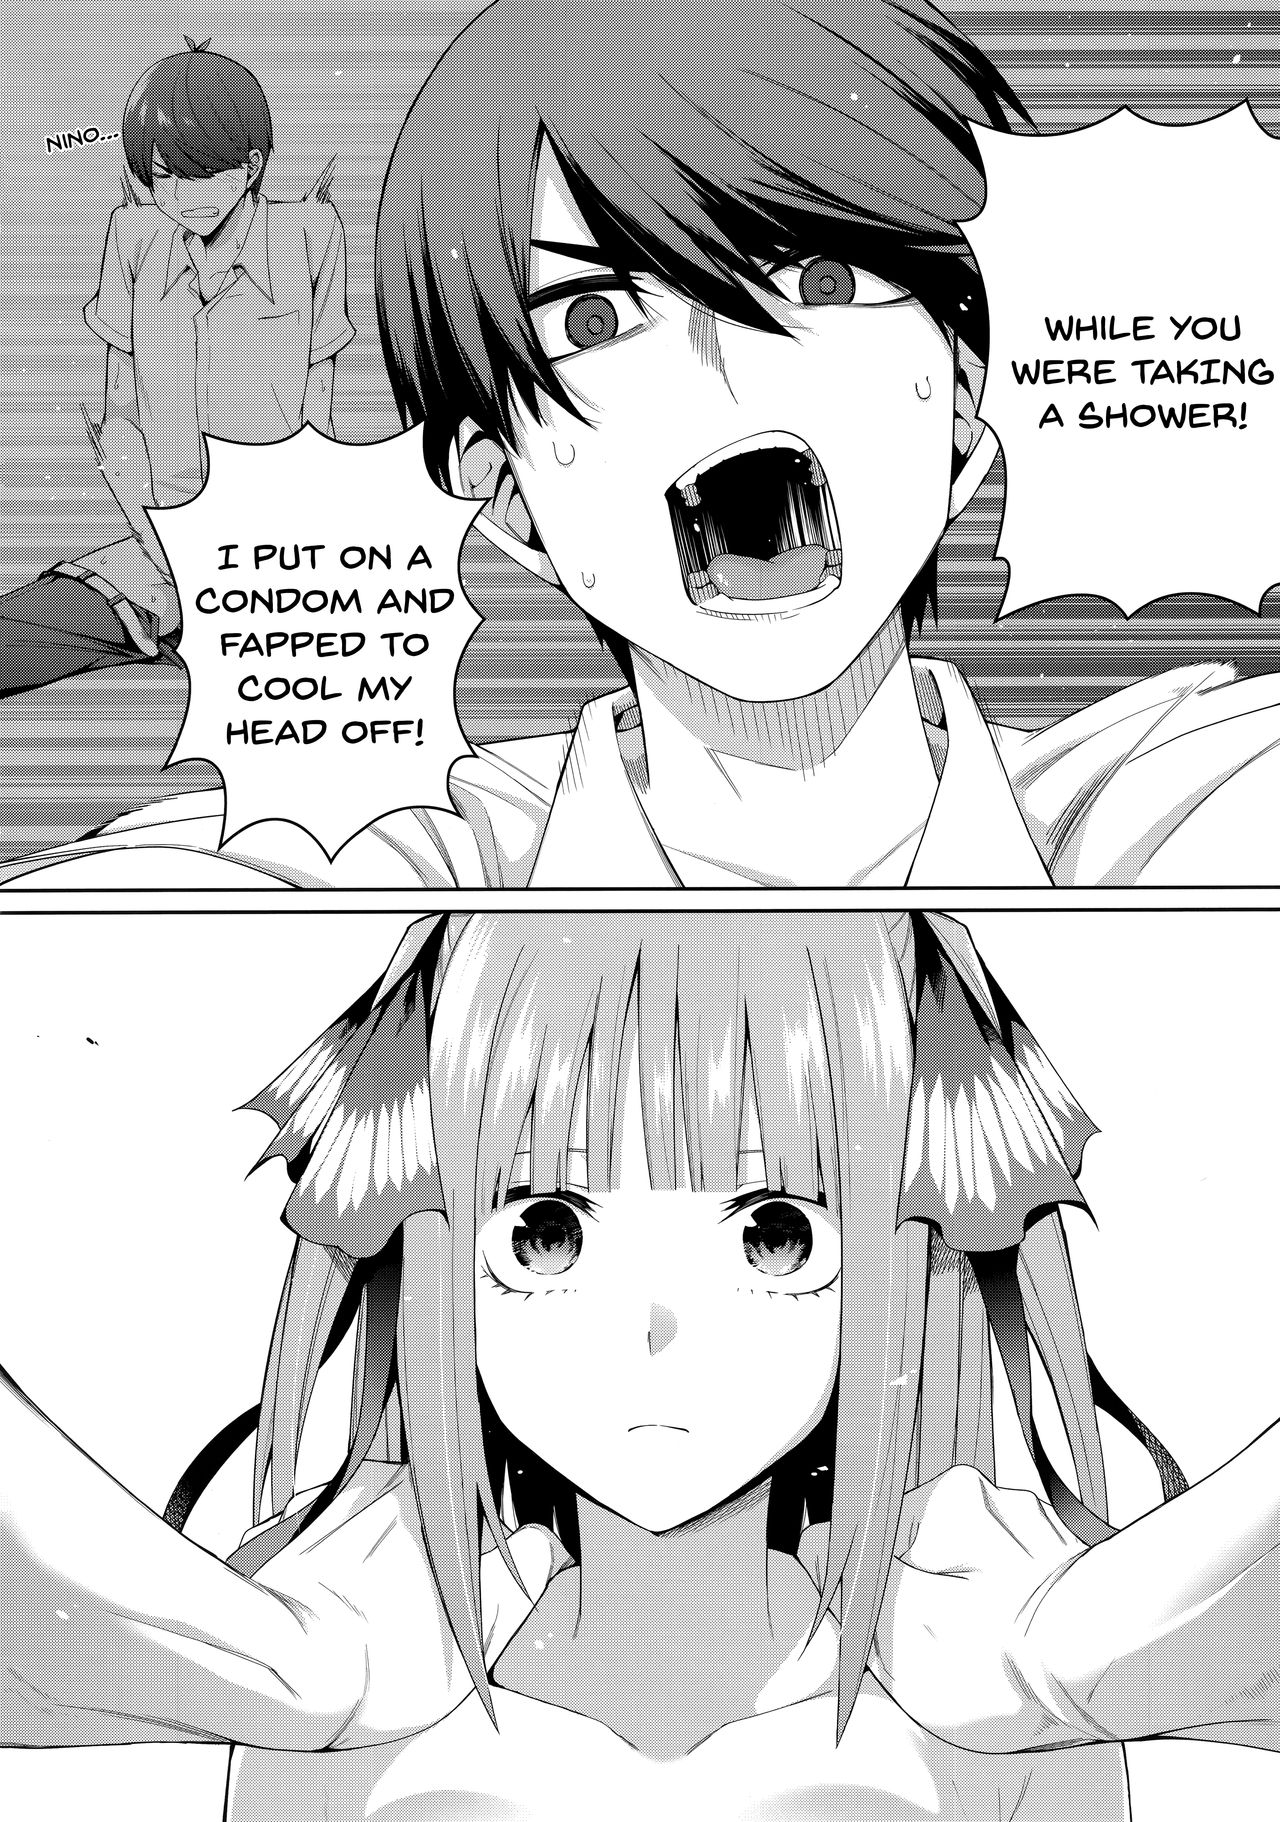 WHILE YOU
WERE TAKING
A SHOWER!
NINO...
I PUT ON A
CONDOM AND
FAPPED TO
COOL MY
HEAD OFF!